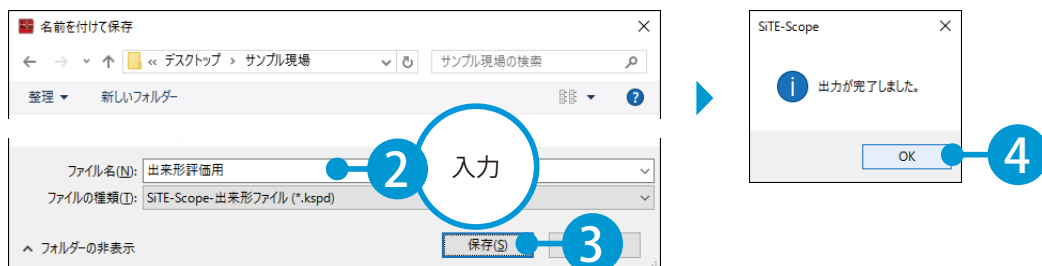 名前を付けて保存
« デスクトップ › サンプル現場
サンプル現場の検索
整理
新しいフォルダー
ファイル名(N):
出来形評価用
2
入力
ファイルの種類(T):
SiTE-Scope-出来形ファイル (*.kspd)
フォルダーの非表示
保存(S)
3
SiTE-Scope
出力が完了しました。
OK
4